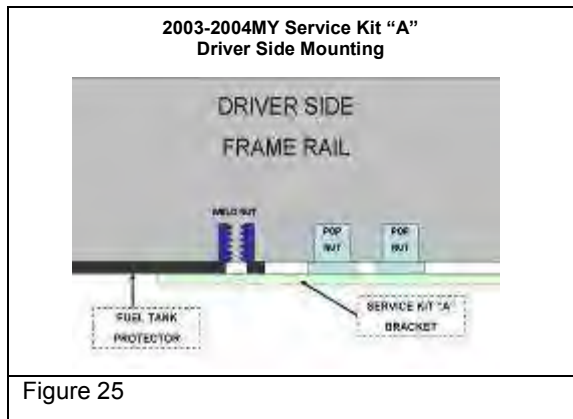 2003-2004MY Service Kit “A”
Driver Side Mounting
DRIVER SIDE
FRAME RAIL
WELD NUT
POP
NUT
POP
NUT
FUEL TANK
PROTECTOR
SERVICE KIT "A"
BRACKET
Figure 25